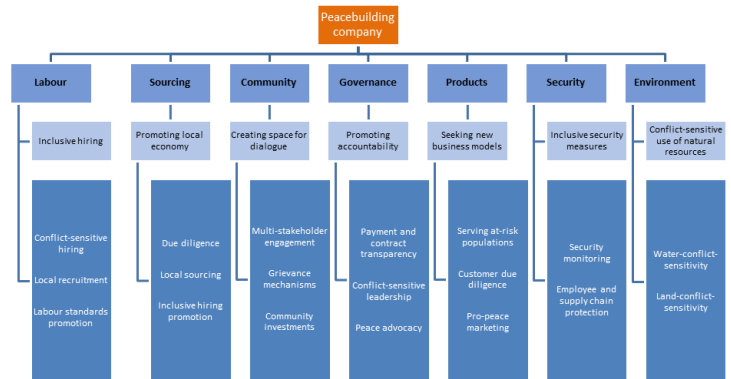 Peacebuilding
company
Labour
Sourcing
Community
Governance
Products
Security
Environment
Inclusive hiring
Promoting local
economy
Creating space for
dialogue
Promoting
accountability
Seeking new
business models
Inclusive security
measures
Conflict-sensitive
use of natural
resources
Conflict-sensitive
hiring
Local recruitment
Labour standards
promotion
Due diligence
Local sourcing
Inclusive hiring
promotion
Multi-stakeholder
engagement
Grievance
mechanisms
Community
investments
Payment and
contract
transparency
Conflict-sensitive
leadership
Peace advocacy
Serving at-risk
populations
Customer due
diligence
Pro-peace
marketing
Security
monitoring
Employee and
supply chain
protection
Water-conflict-
sensitivity
Land-conflict-
sensitivity